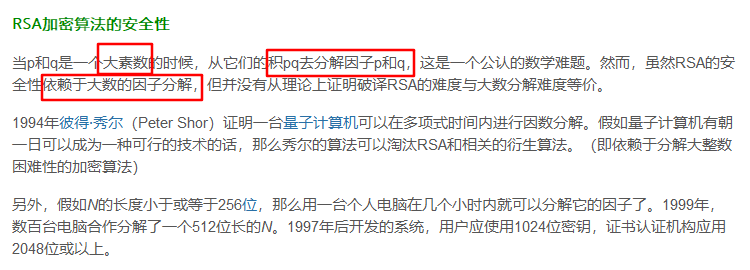 RSA加密算法的安全性
当p和q是一个大素数的时候，从它们的积pq去分解因子p和q，这是一个公认的数学难题。然而，虽然RSA的安
全性依赖于大数的因子分解，但并没有从理论上证明破译RSA的难度与大数分解难度等价。
1994年彼得·秀尔（Peter Shor）证明一台量子计算机可以在多项式时间内进行因数分解。假如量子计算机有朝
一日可以成为一种可行的技术的话，那么秀尔的算法可以淘汰RSA和相关的衍生算法。（即依赖于分解大整数
困难性的加密算法）
另外，假如N的长度小于或等于256位，那么用一台个人电脑在几个小时内就可以分解它的因子了。1999年，
数百台电脑合作分解了一个512位长的N。1997年后开发的系统，用户应使用1024位密钥，证书认证机构应用
2048位或以上。